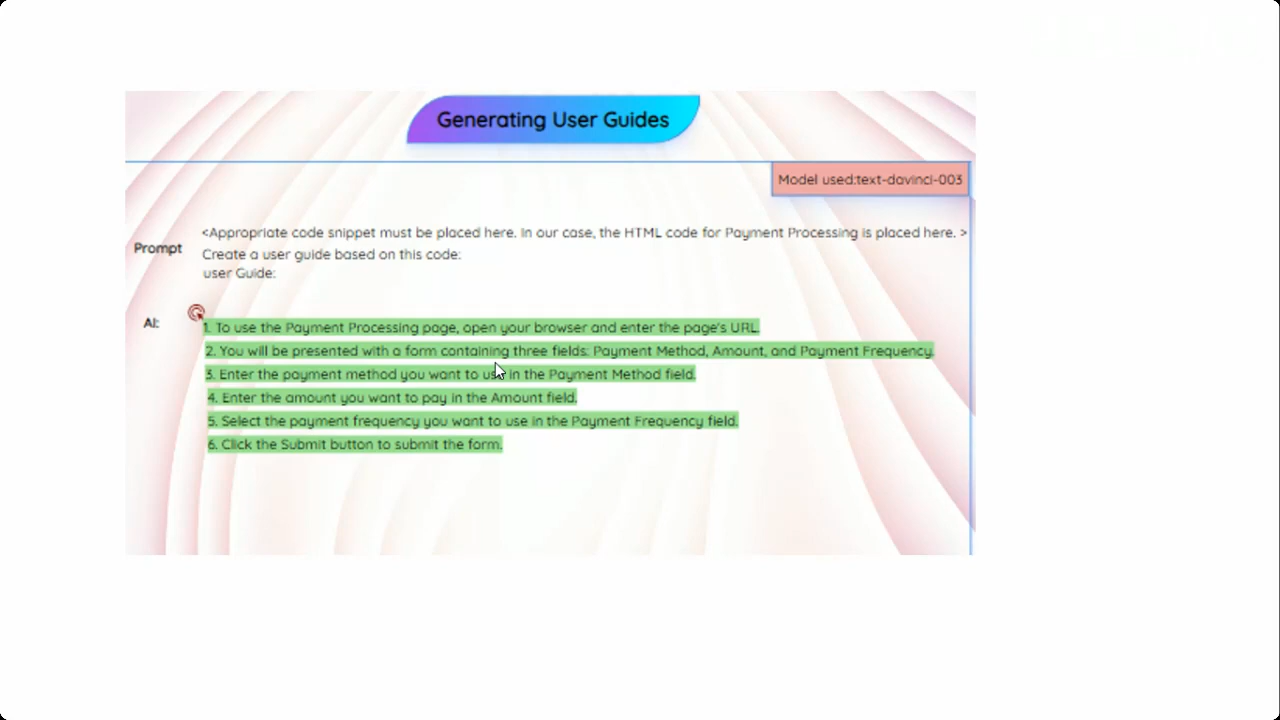 Generating User Guides
Model used:text-davinci-003
Prompt
<Appropriate code snippet must be placed here. In our case, the HTML code for Payment Processing is placed here. >
Create a user guide based on this code:
user Guide:
AI:
1. To use the Payment Processing page, open your browser and enter the page's URL.
2. You will be presented with a form containing three fields: Payment Method, Amount, and Payment Frequency.
3. Enter the payment method you want to use in the Payment Method field.
4. Enter the amount you want to pay in the Amount field.
5. Select the payment frequency you want to use in the Payment Frequency field.
6. Click the Submit button to submit the form.